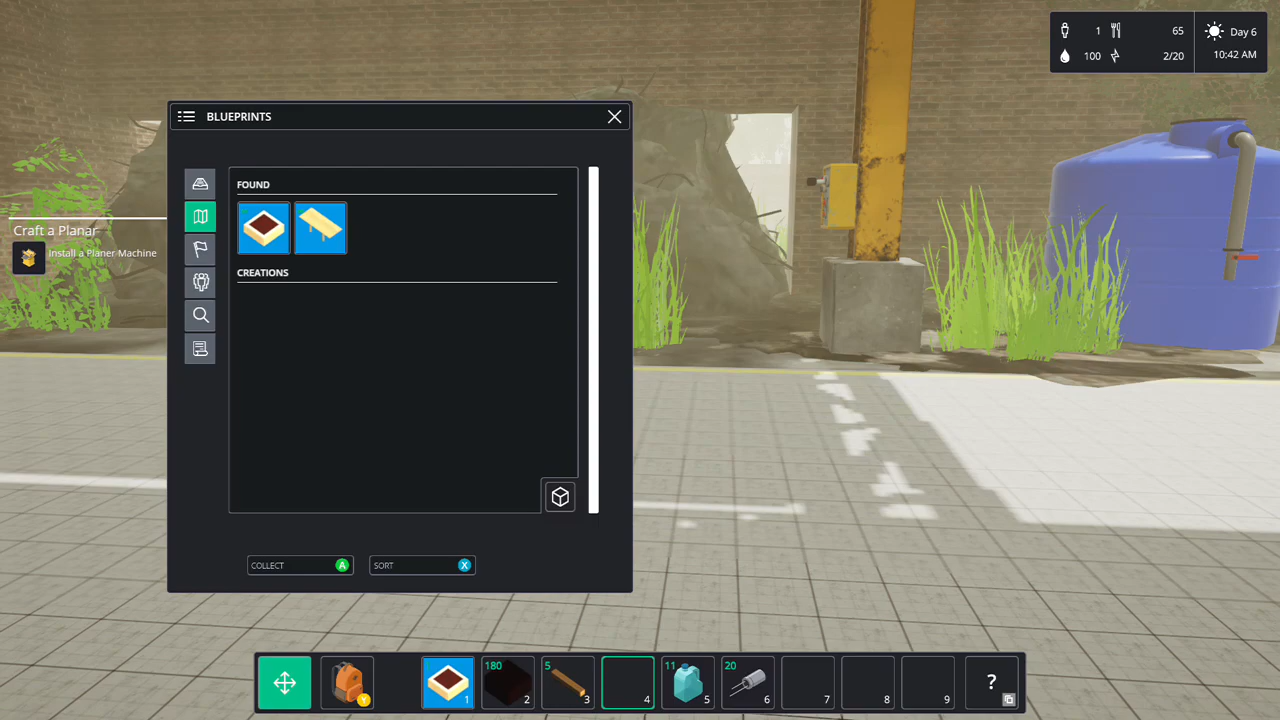 1
65
100
2/20
Day 6
10:42 AM
BLUEPRINTS
FOUND
CREATIONS
Craft a Planar
Install a Planer Machine
COLLECT A
SORT X
Y
1
180
2
5
3
4
11
5
20
6
7
8
9
?